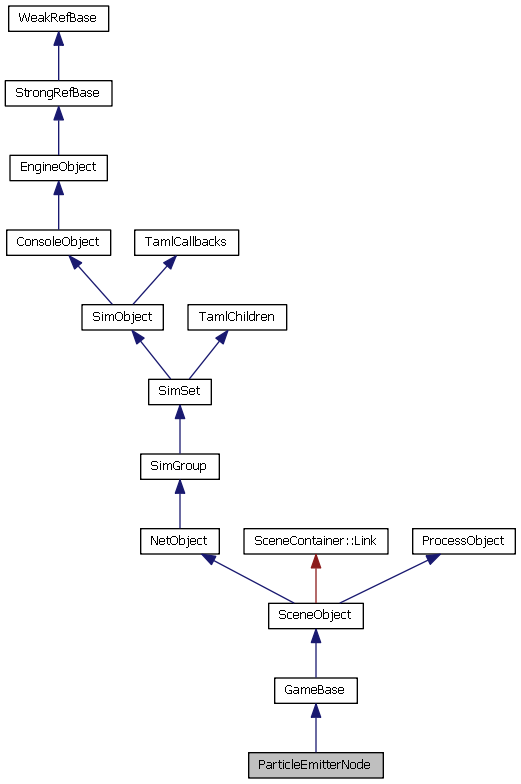 WeakRefBase
StrongRefBase
EngineObject
ConsoleObject
TamlCallbacks
SimObject
TamlChildren
SimSet
SimGroup
NetObject
SceneContainer::Link
ProcessObject
SceneObject
GameBase
ParticleEmitterNode